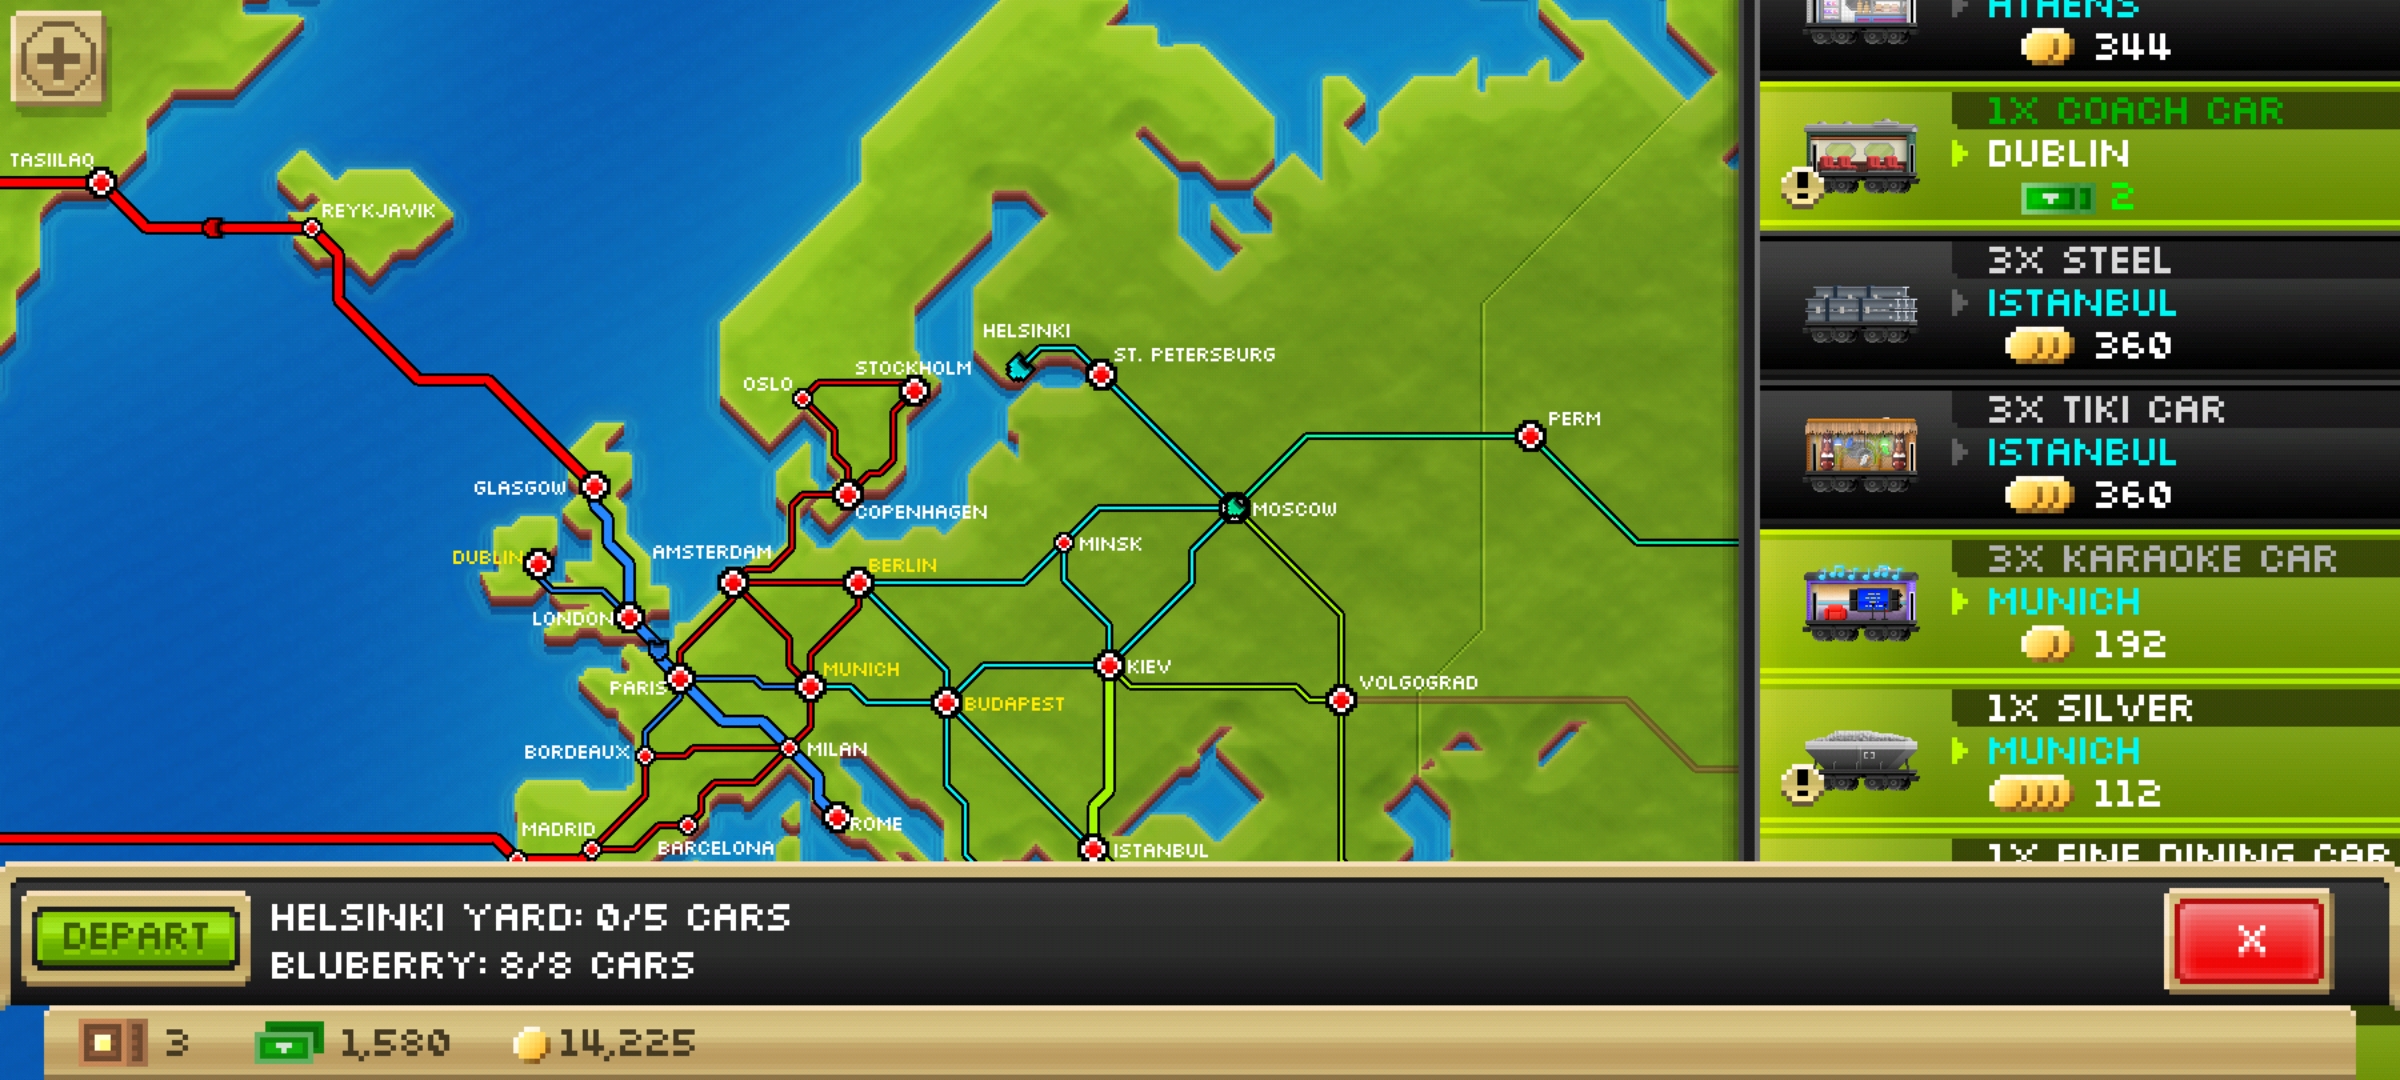 TASIILAQ
REYKJAVIK
HELSINKI
ST. PETERSBURG
STOCKHOLM
OSLO
PERM
GLASGOW
COPENHAGEN
MOSCOW
DUBLIN
AMSTERDAM
BERLIN
MINSK
LONDON
MUNICH
KIEV
PARIS
BUDAPEST
VOLGOGRAD
BORDEAUX
MILAN
MADRID
ROME
BARCELONA
ISTANBUL
ATHENS
344
1X COACH CAR
DUBLIN
2
3X STEEL
ISTANBUL
360
3X TIKI CAR
ISTANBUL
360
3X KARAOKE CAR
MUNICH
192
1X SILVER
MUNICH
112
1X FINE DINING CAR
DEPART
HELSINKI YARD: 0/5 CARS
BLUBERRY: 8/8 CARS
X
3
1,580
14,225